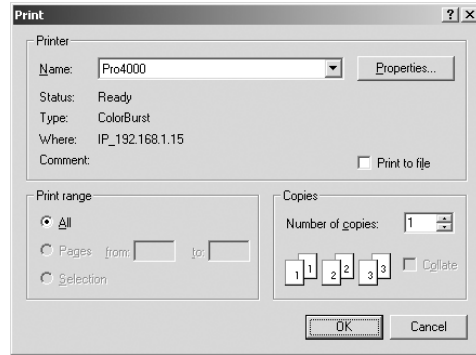 Print
Printer
Name: Pro4000 Properties...
Status: Ready
Type: ColorBurst
Where: IP_192.168.1.15
Comment: Print to file
Print range
All
Pages from: to:
Selection
Copies
Number of copies: 1
1 1 2 2 3 3 Collate
OK Cancel